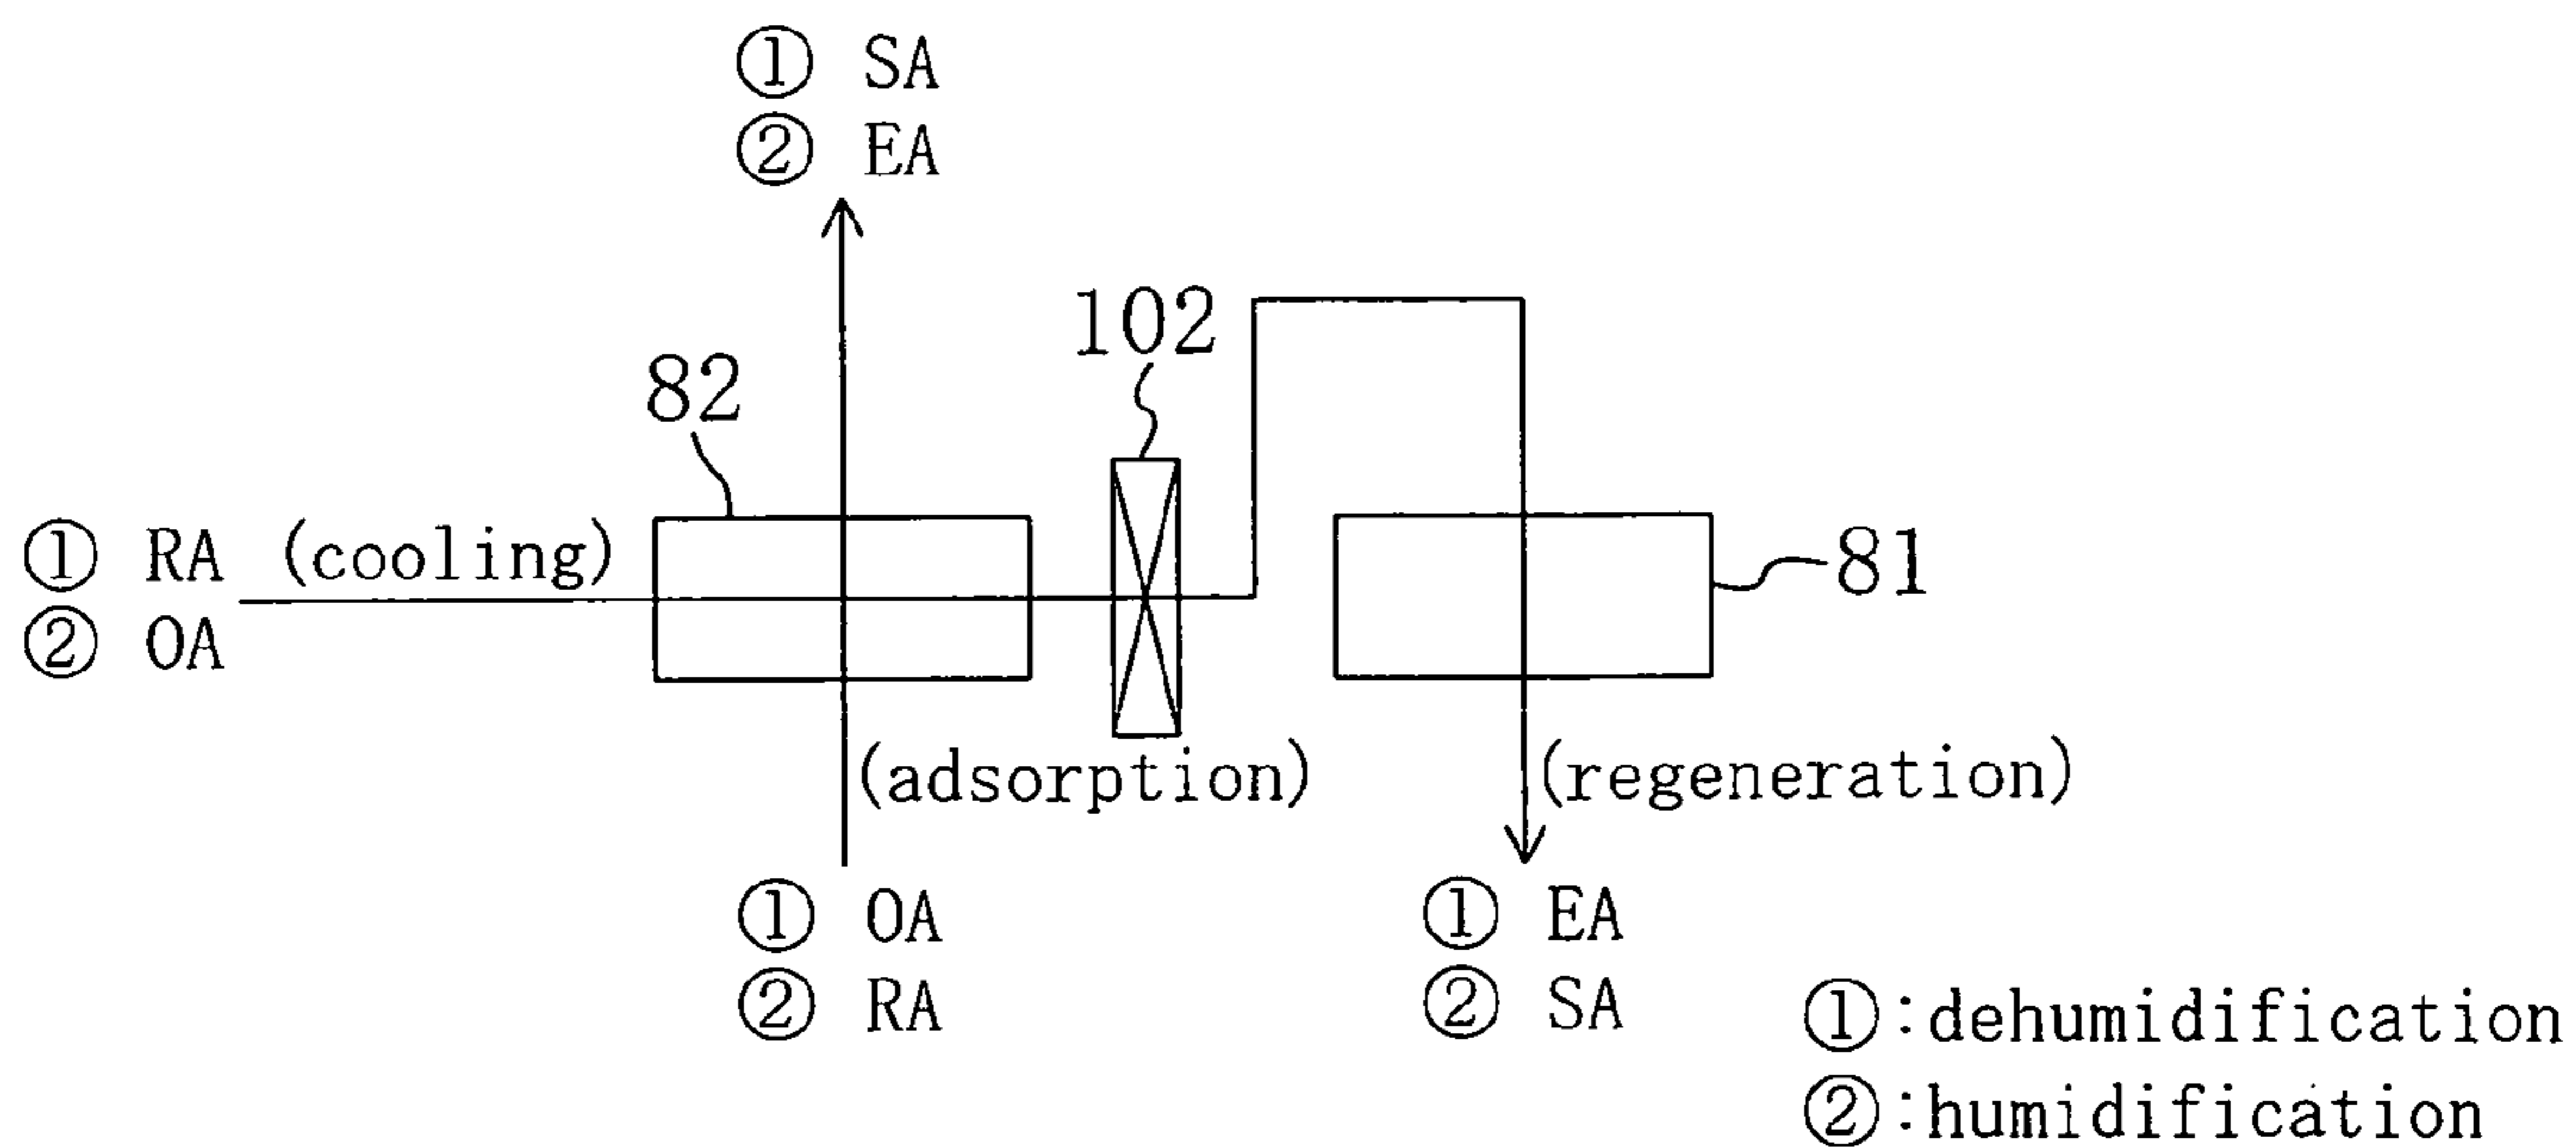 ① SA
② EA
102
82
① RA (cooling)
② OA
81
(adsorption)
(regeneration)
① OA
② RA
① EA
② SA
①:dehumidification
②:humidification